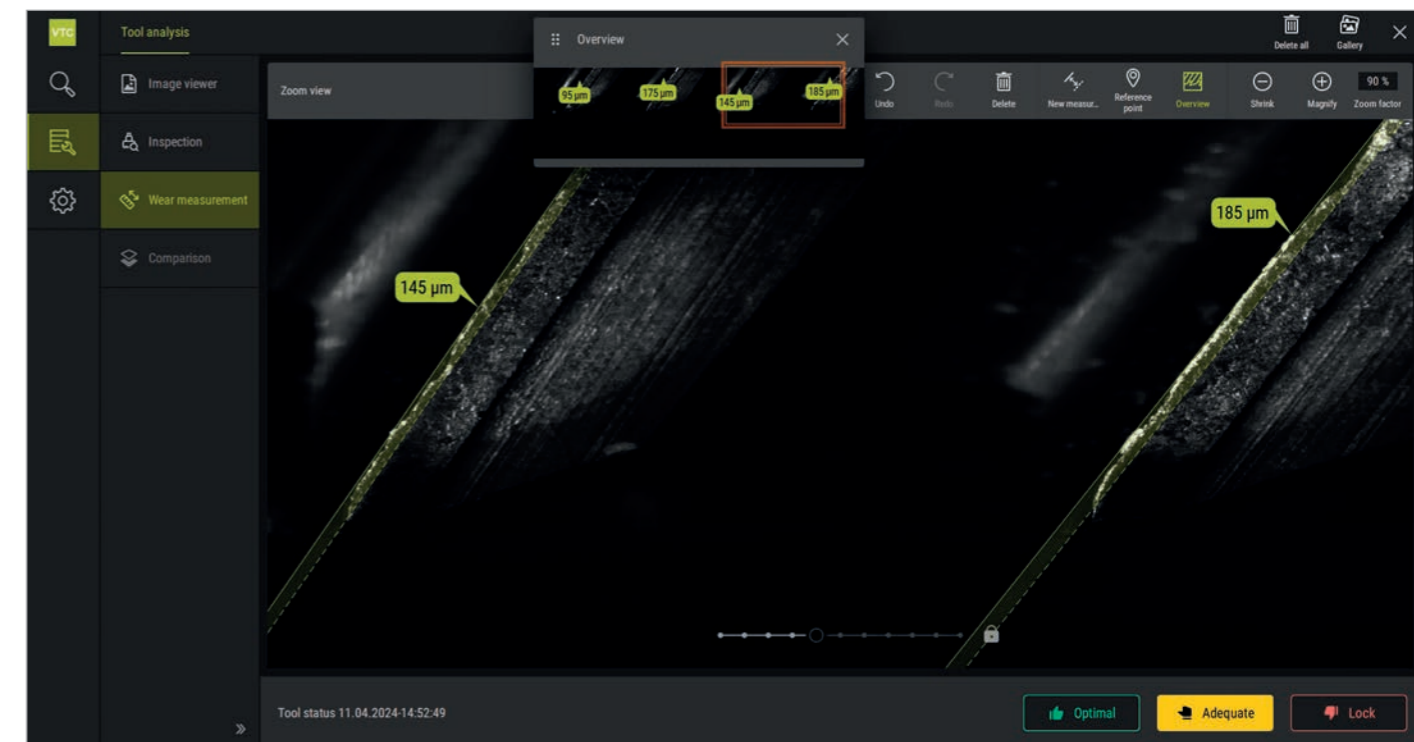 VTC
Tool analysis
Overview
Delete all
Gallery
Image viewer
Inspection
Wear measurement
Comparison
Zoom view
95 µm
175 µm
145 µm
185 µm
Undo
Redo
Delete
New measur...
Reference
point
Overview
Shrink
Magnify
90 %
Zoom factor
145 µm
185 µm
Tool status 11.04.2024-14:52:49
Optimal
Adequate
Lock